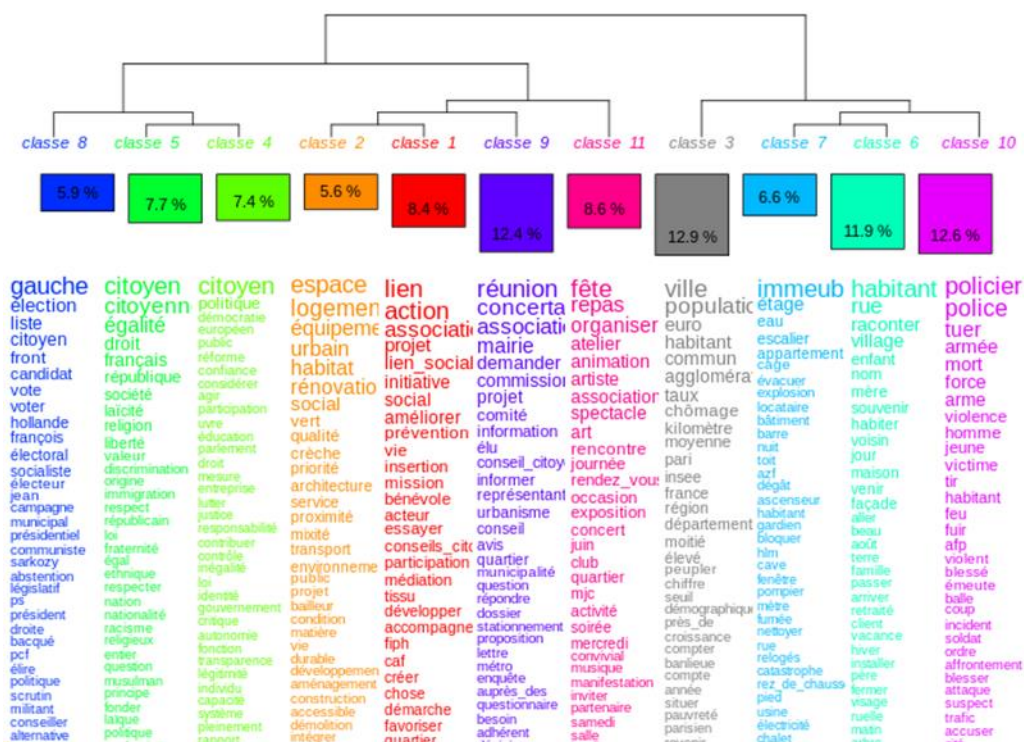 classe 8 classe 5 classe 4 classe 2 classe 1 classe 9 classe 11 classe 3 classe 7 classe 6 classe 10
5.9 % 7.7 % 7.4 % 5.6 % 8.4 % 12.4 % 8.6 % 12.9 % 6.6 % 11.9 % 12.6 %
gauche
élection
liste
citoyen
front
candidat
vote
voter
hollande
françois
électoral
socialiste
électeur
jean
campagne
municipal
présidentiel
communiste
sarkozy
abstention
législatif
ps
président
droite
bacqué
pcf
élire
politique
scrutin
militant
conseiller
alternative
citoyen
citoyenn
égalité
droit
français
république
société
laïcité
religion
liberté
valeur
discrimination
origine
immigration
respect
républicain
loi
fraternité
égal
ethnique
respecter
nation
nationalité
racisme
religieux
entier
question
musulman
principe
fonder
laïque
politique
citoyen
politique
démocratie
européen
public
réforme
confiance
considérer
agir
participation
uvre
éducation
parlement
droit
mesure
entreprise
lutter
justice
responsabilité
contribuer
contrôle
inégalité
loi
identité
gouvernement
critique
autonomie
fonction
transparence
légitimité
individu
capacité
système
pleinement
rapport
espace
logemen
équipeme
urbain
habitat
rénovatio
social
vert
qualité
crèche
priorité
architecture
service
proximité
mixité
transport
environneme
public
projet
bailleur
condition
matière
vie
durable
développemen
aménagement
construction
accessible
démolition
intégrer
lien
action
associatio
projet
lien_social
initiative
social
améliorer
prévention
vie
insertion
mission
bénévole
acteur
essayer
conseils_cito
participation
médiation
tissu
développer
accompagne
fiph
caf
créer
chose
démarche
favoriser
quartier
réunion
concerta
associati
mairie
demander
commission
projet
comité
information
élu
conseil_citoy
informer
représentant
urbanisme
conseil
avis
quartier
municipalité
question
répondre
dossier
stationnement
proposition
lettre
métro
enquête
auprès_des
questionnaire
besoin
adhérent
fête
repas
organiser
atelier
animation
artiste
association
spectacle
art
rencontre
journée
rendez_vous
occasion
exposition
concert
juin
club
quartier
mjc
activité
soirée
mercredi
convivial
musique
manifestation
inviter
partenaire
samedi
salle
ville
populatio
euro
habitant
commun
aggloméra
taux
chômage
kilomètre
moyenne
pari
insee
france
région
département
moitié
élevé
peupler
chiffre
seuil
démographique
près_de
croissance
compter
banlieue
compte
année
situer
pauvreté
parisien
immeub
étage
eau
escalier
appartement
cage
évacuer
explosion
locataire
bâtiment
barre
nuit
toit
azf
dégât
ascenseur
habitant
gardien
bloquer
hlm
cave
fenêtre
pompier
mètre
fumée
nettoyer
rue
relogés
catastrophe
rez_de_chauss
pied
usine
électricité
chalet
habitant
rue
raconter
village
enfant
nom
mère
souvenir
habiter
voisin
jour
maison
venir
façade
aller
beau
août
terre
famille
passer
arriver
retraité
client
vacance
hiver
installer
père
fermer
visage
ruelle
matin
policier
police
tuer
armée
mort
force
arme
violence
homme
jeune
victime
tir
habitant
feu
fuir
afp
violent
blessé
émeute
balle
coup
incident
soldat
ordre
affrontement
blesser
attaque
suspect
trafic
accuser